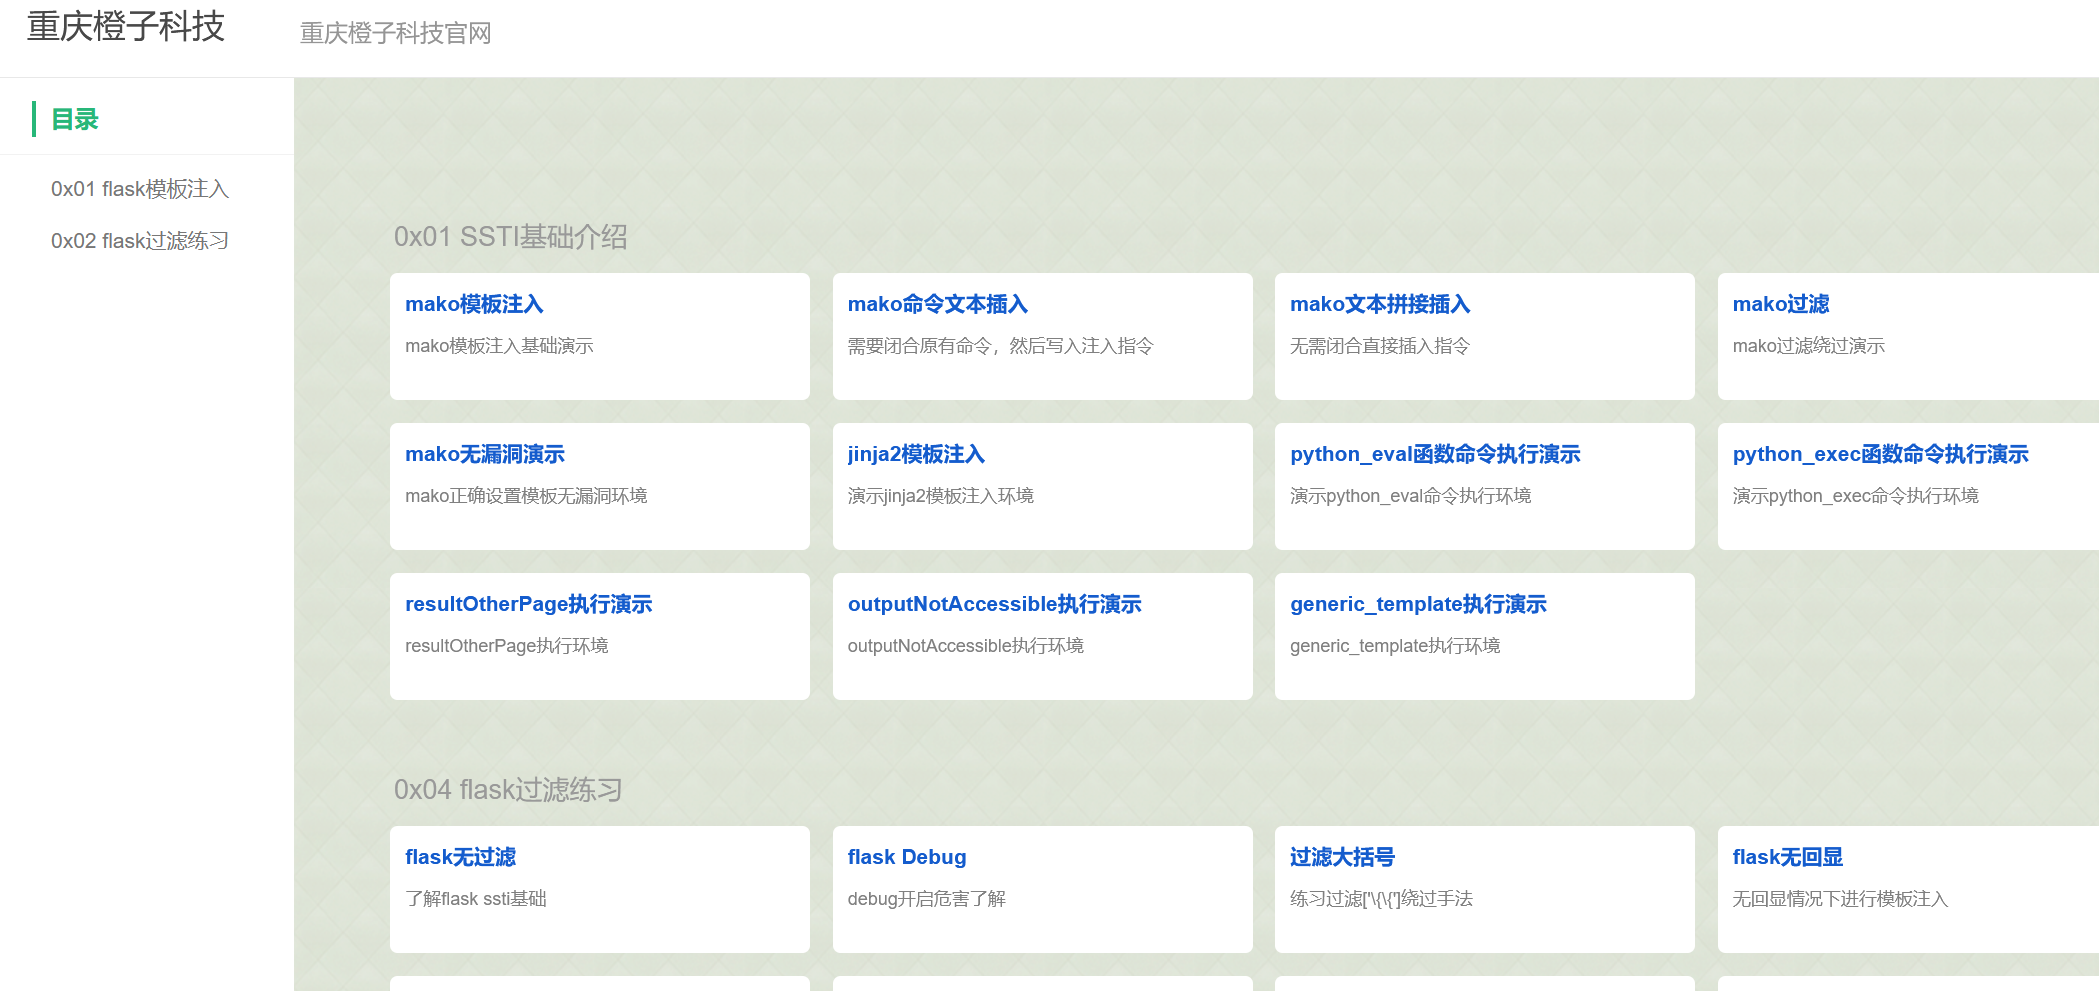 重庆橙子科技
重庆橙子科技官网
目录
0x01 flask模板注入
0x02 flask过滤练习
0x01 SSTI基础介绍
mako模板注入
mako模板注入基础演示
mako命令文本插入
需要闭合原有命令，然后写入注入指令
mako文本拼接插入
无需闭合直接插入指令
mako过滤
mako过滤绕过演示
mako无漏洞演示
mako正确设置模板无漏洞环境
jinja2模板注入
演示jinja2模板注入环境
python_eval函数命令执行演示
演示python_eval命令执行环境
python_exec函数命令执行演示
演示python_exec命令执行环境
resultOtherPage执行演示
resultOtherPage执行环境
outputNotAccessible执行演示
outputNotAccessible执行环境
generic_template执行演示
generic_template执行环境
0x04 flask过滤练习
flask无过滤
了解flask ssti基础
flask Debug
debug开启危害了解
过滤大括号
练习过滤['\{\{']绕过手法
flask无回显
无回显情况下进行模板注入